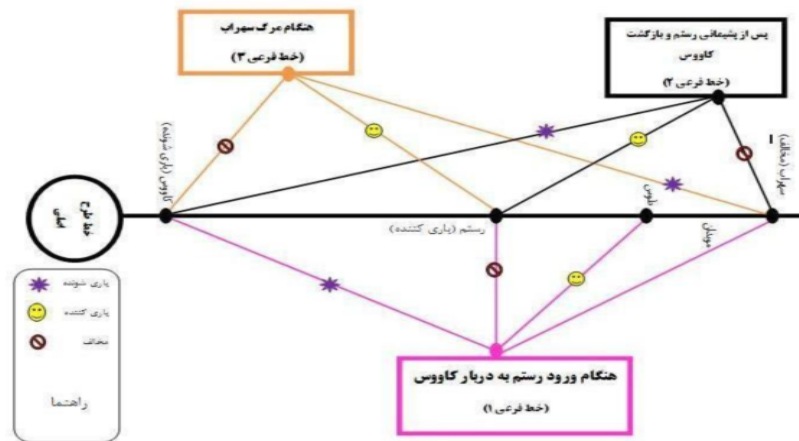 هنگام مرگ سهراب
(خط فرعی ۳)
پس از پشیمانی رستم و بازگشت
کاووس
(خط فرعی ۲)
کاووس (یاری شونده)
سهراب (مخالف)
خط طرح
اصلی
رستم (یاری کننده)
طوس
موبدان
یاری شونده
یاری کننده
مخالف
راهنما
هنگام ورود رستم به دربار کاووس
(خط فرعی ۱)